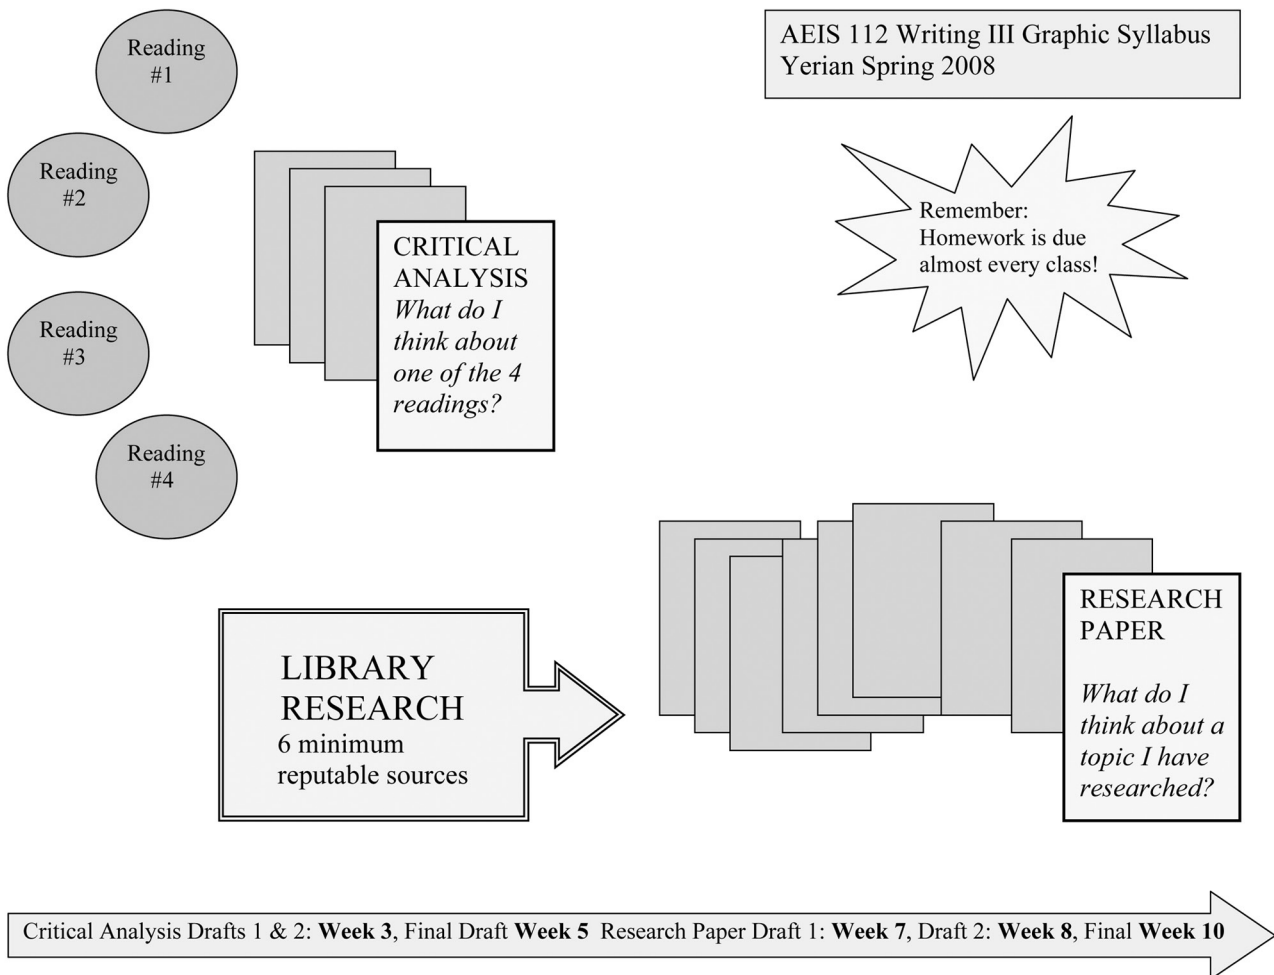 Reading
#1
AEIS 112 Writing III Graphic Syllabus
Yerian Spring 2008
Reading
#2
Remember:
Homework is due
almost every class!
CRITICAL
ANALYSIS
What do I
think about
one of the 4
readings?
Reading
#3
Reading
#4
LIBRARY
RESEARCH
6 minimum
reputable sources
RESEARCH
PAPER
What do I
think about a
topic I have
researched?
Critical Analysis Drafts 1 & 2: Week 3, Final Draft Week 5 Research Paper Draft 1: Week 7, Draft 2: Week 8, Final Week 10